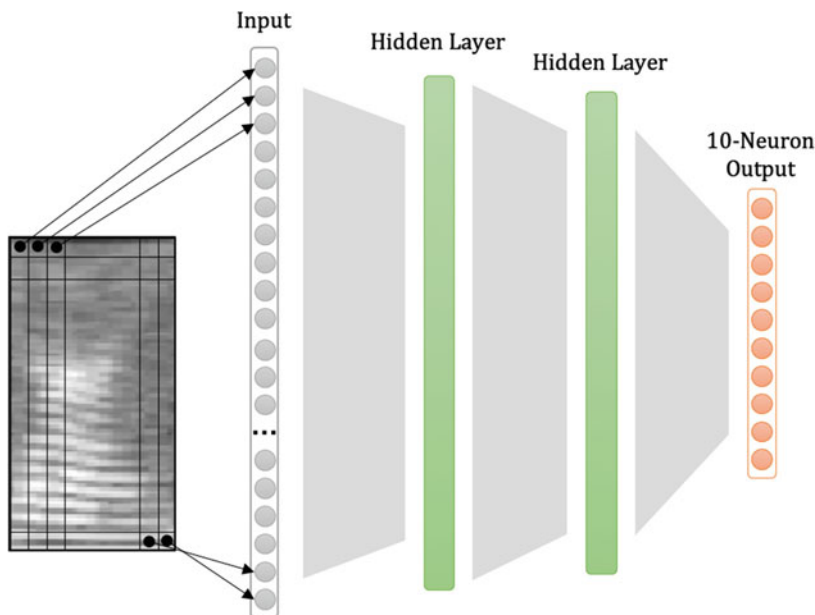 Input
Hidden Layer
Hidden Layer
10-Neuron
Output
...